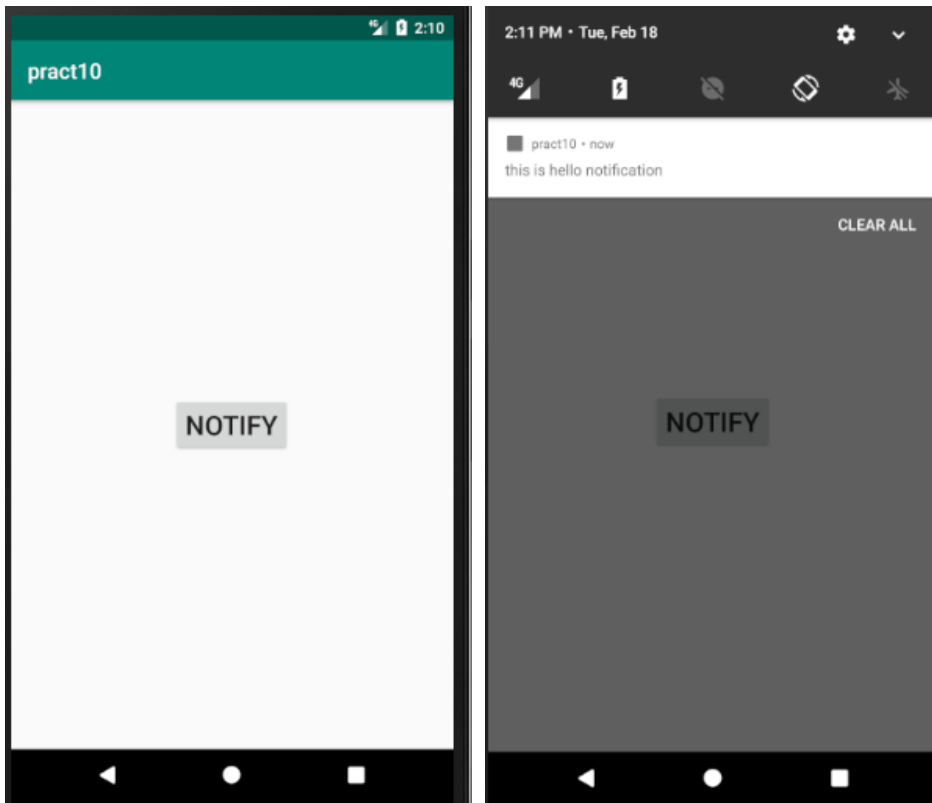 4G 2:10
pract10
NOTIFY
2:11 PM • Tue, Feb 18
4G
pract10 • now
this is hello notification
CLEAR ALL
NOTIFY